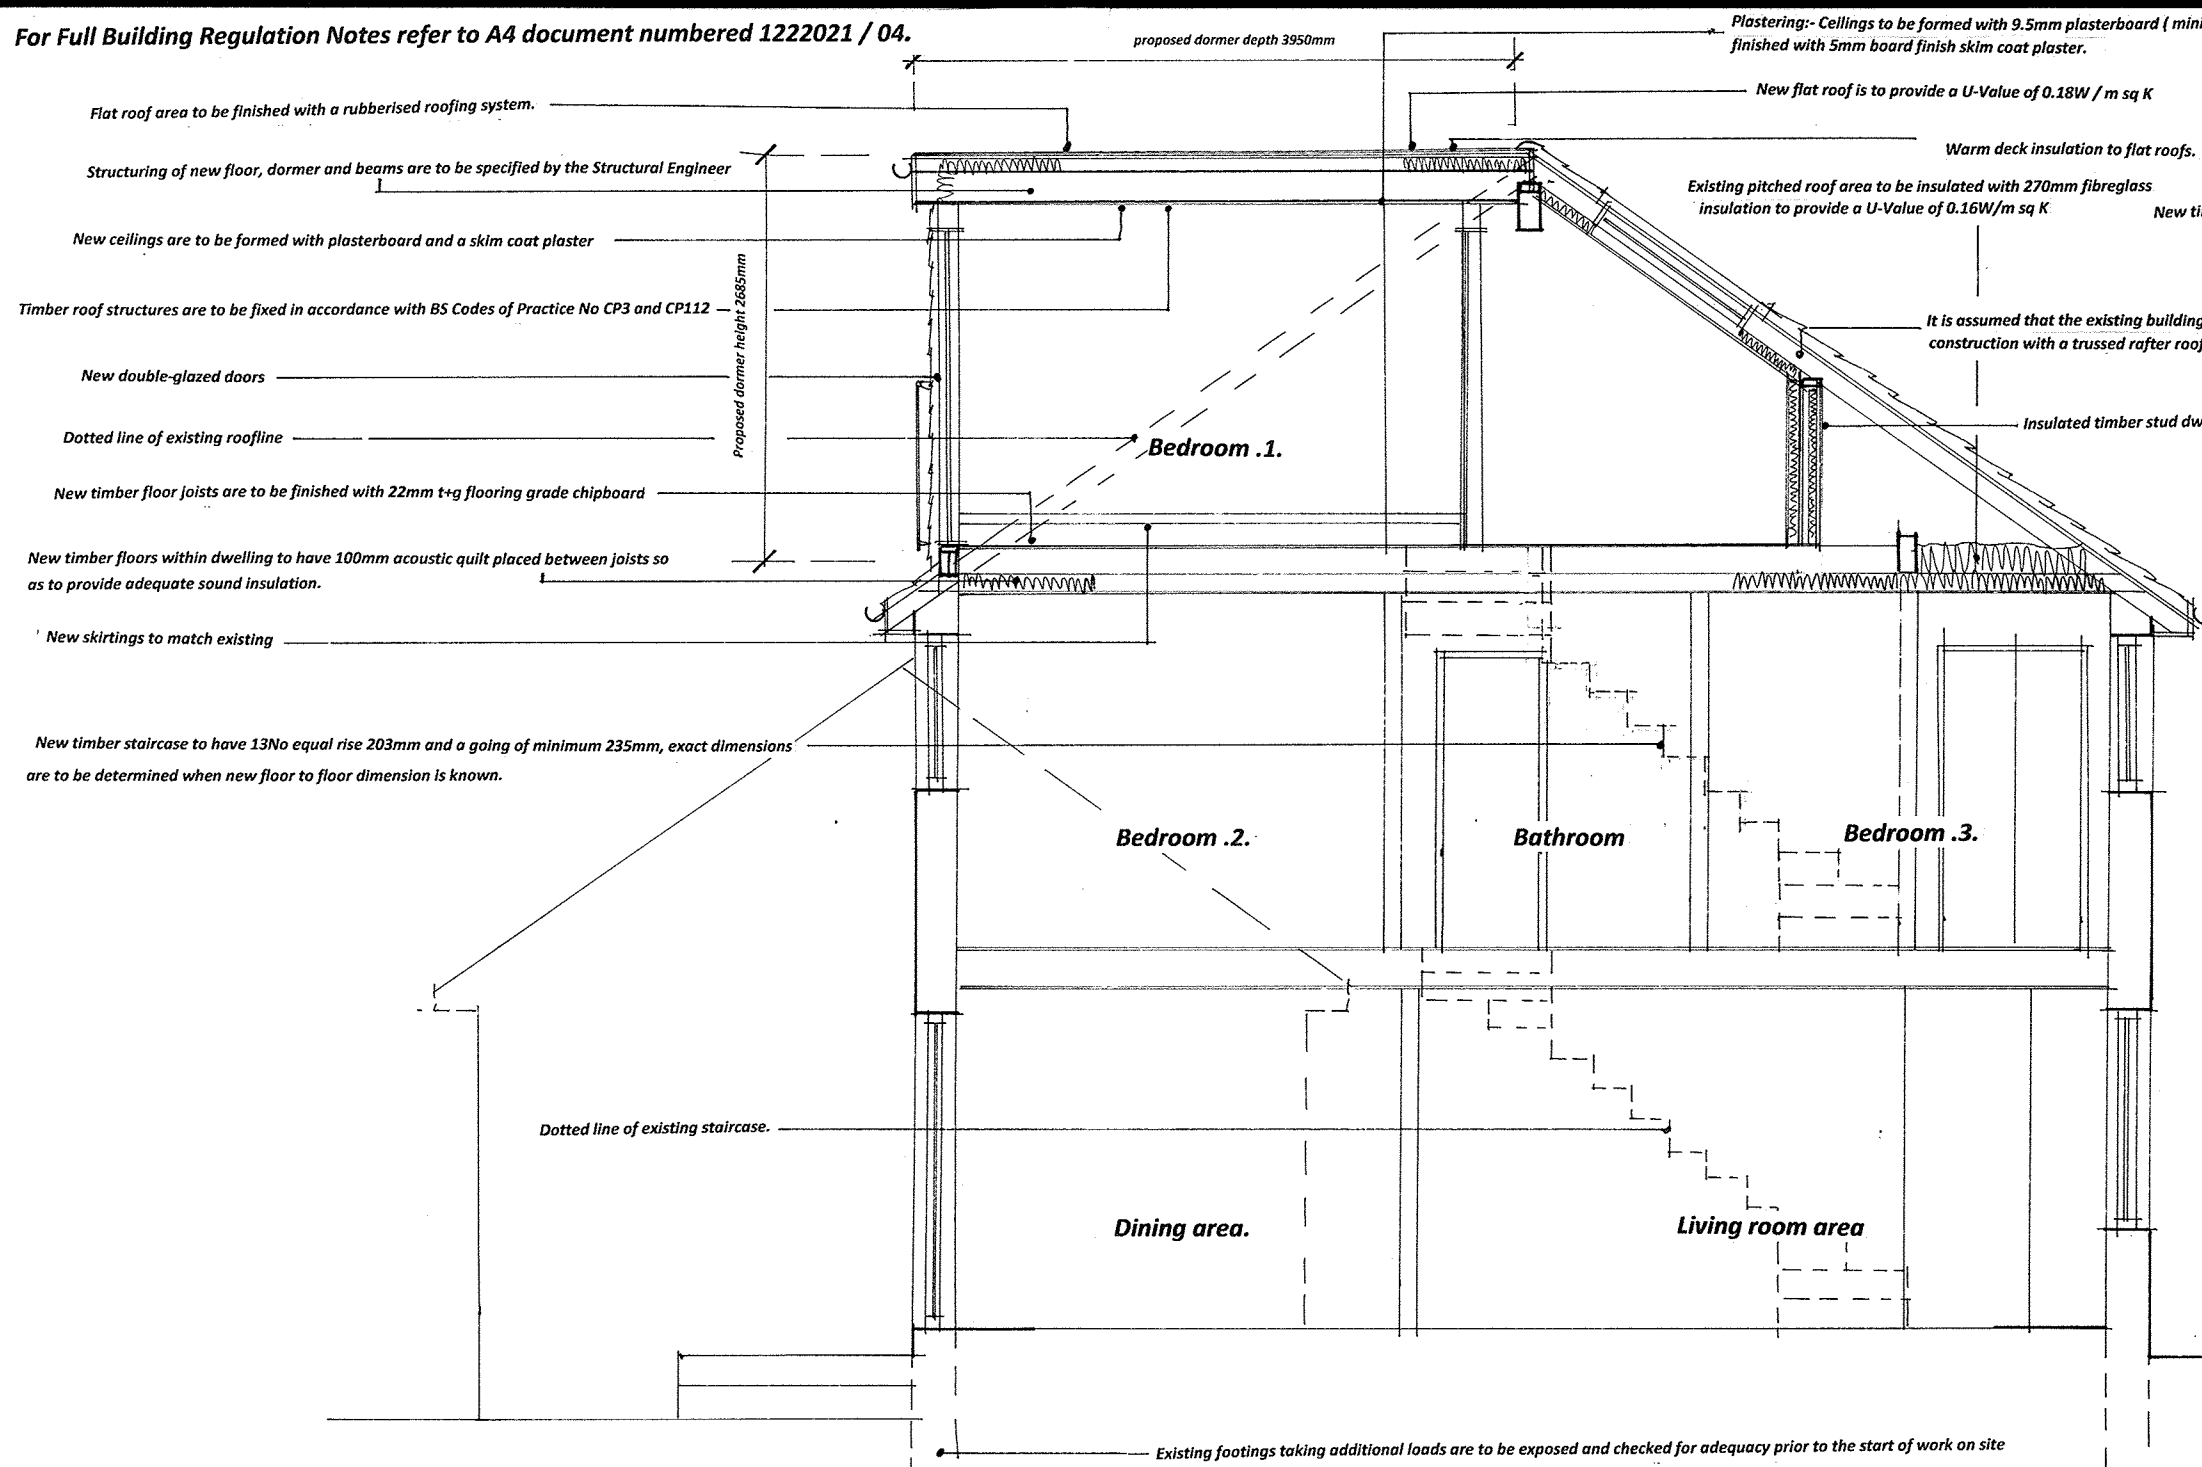 For Full Building Regulation Notes refer to A4 document numbered 1222021 / 04.
proposed dormer depth 3950mm
Plastering:- Ceilings to be formed with 9.5mm plasterboard ( mini
finished with 5mm board finish skim coat plaster.
Flat roof area to be finished with a rubberised roofing system.
New flat roof is to provide a U-Value of 0.18W / m sq K
Structuring of new floor, dormer and beams are to be specified by the Structural Engineer
Warm deck insulation to flat roofs.
Existing pitched roof area to be insulated with 270mm fibreglass
insulation to provide a U-Value of 0.16W/m sq K
New ti
New ceilings are to be formed with plasterboard and a skim coat plaster
Proposed dormer height 2685mm
Timber roof structures are to be fixed in accordance with BS Codes of Practice No CP3 and CP112
It is assumed that the existing building
construction with a trussed rafter roof
New double-glazed doors
Dotted line of existing roofline
Bedroom .1.
Insulated timber stud dw
New timber floor joists are to be finished with 22mm t+g flooring grade chipboard
New timber floors within dwelling to have 100mm acoustic quilt placed between joists so
as to provide adequate sound insulation.
New skirtings to match existing
New timber staircase to have 13No equal rise 203mm and a going of minimum 235mm, exact dimensions
are to be determined when new floor to floor dimension is known.
Bedroom .2.
Bathroom
Bedroom .3.
Dotted line of existing staircase.
Dining area.
Living room area
Existing footings taking additional loads are to be exposed and checked for adequacy prior to the start of work on site